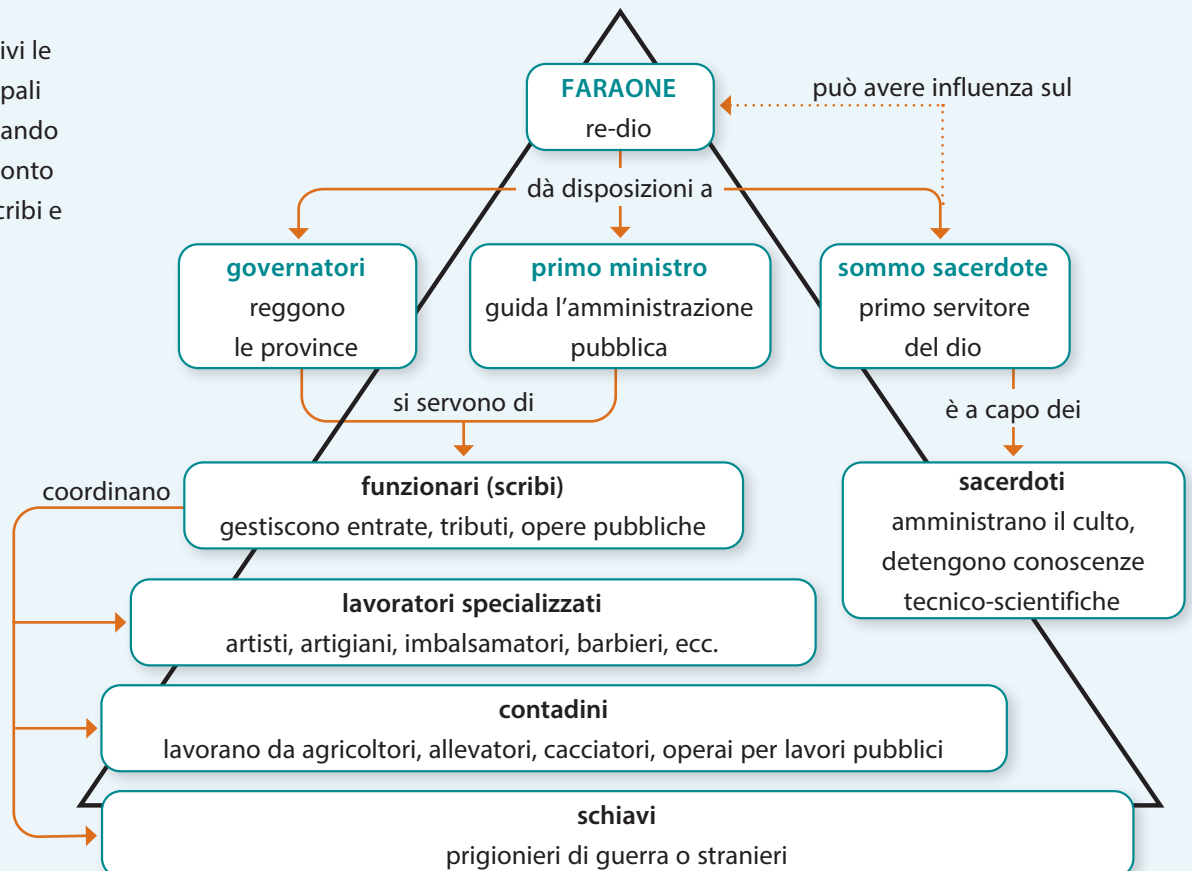 ivi le
pali
ando
onto
cribi e
FARAONE
re-dio
può avere influenza sul
dà disposizioni a
governatori
reggono
le province
primo ministro
guida l'amministrazione
pubblica
sommo sacerdote
primo servitore
del dio
si servono di
è a capo dei
coordinano
funzionari (scribi)
gestiscono entrate, tributi, opere pubbliche
sacerdoti
amministrano il culto,
detengono conoscenze
tecnico-scientifiche
lavoratori specializzati
artisti, artigiani, imbalsamatori, barbieri, ecc.
contadini
lavorano da agricoltori, allevatori, cacciatori, operai per lavori pubblici
schiavi
prigionieri di guerra o stranieri